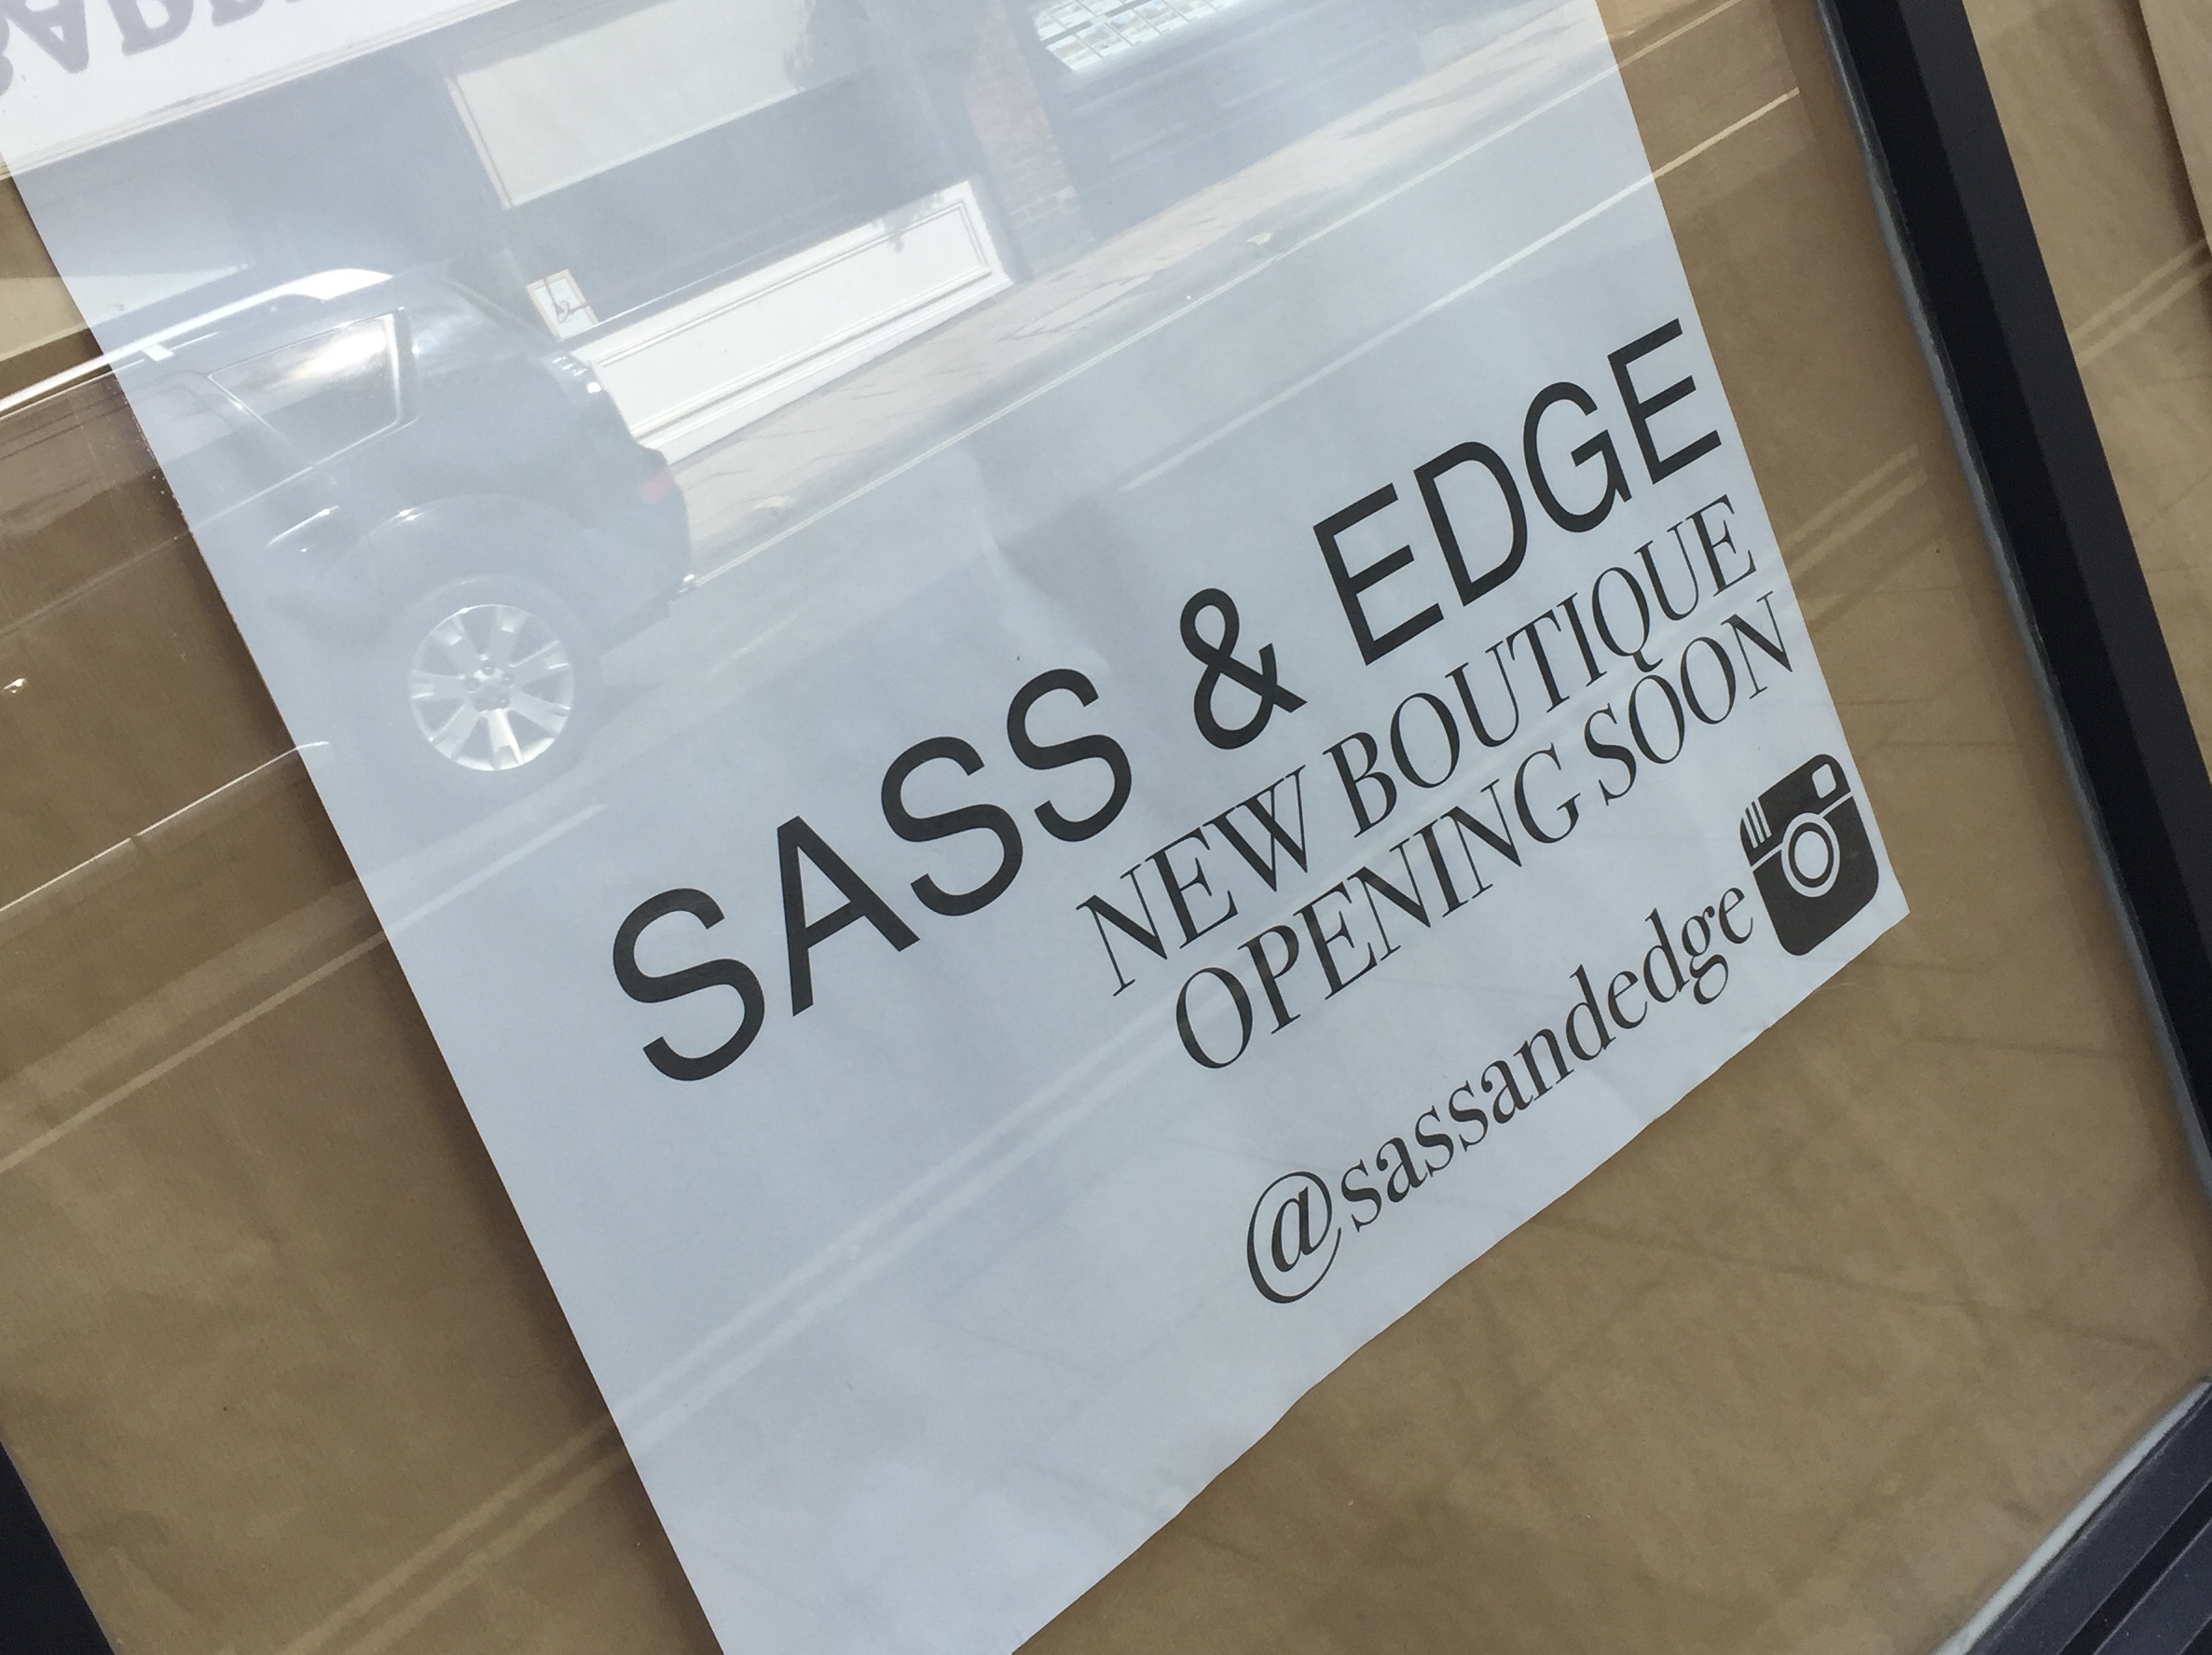 SASS & EDGE
NEW BOUTIQUE
OPENING SOON
@sassandedge